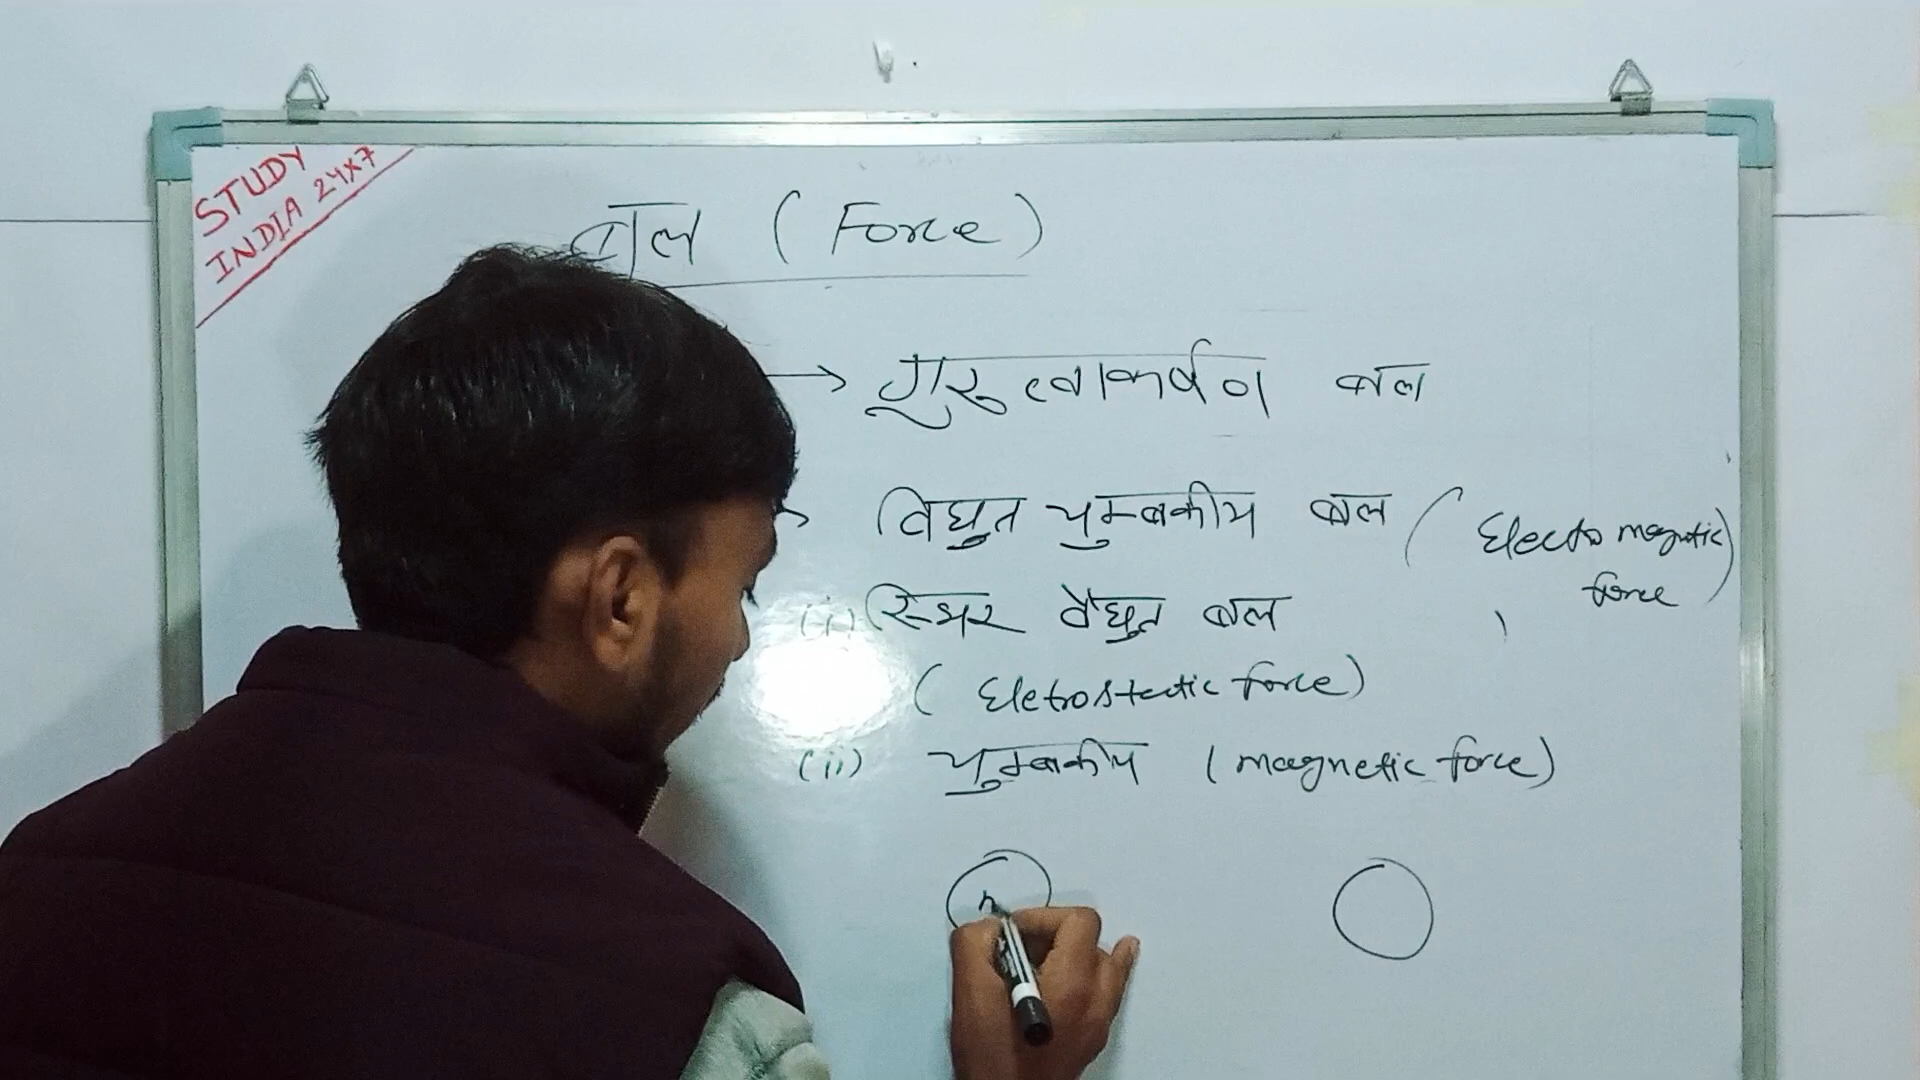 STUDY
INDIA 24x7
बल (Force)
→ गुरुत्वाकर्षण बल
विद्युत चुम्बकीय बल (Electro magnetic force)
(i) स्थिर वैद्युत बल
(Eletrostatic force)
(ii) चुम्बकीय (magnetic force)